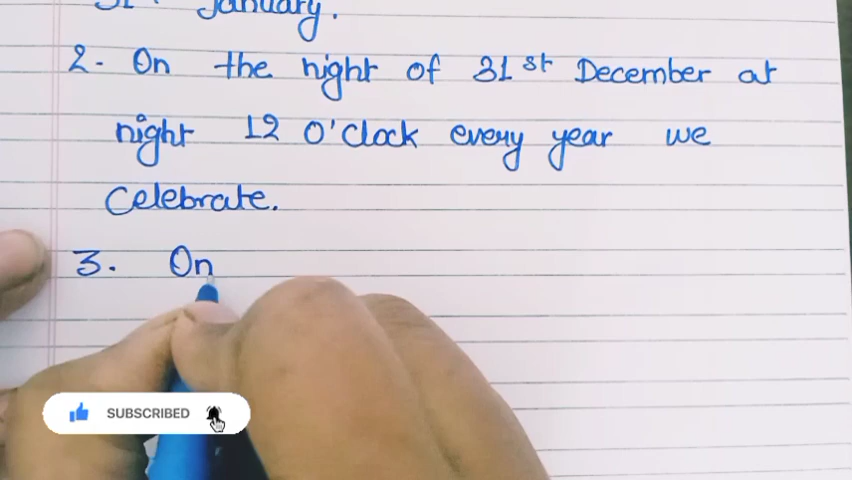 January.
2. On the night of 31st December at
night 12 O'Clock every year we
Celebrate.
3. On
SUBSCRIBED